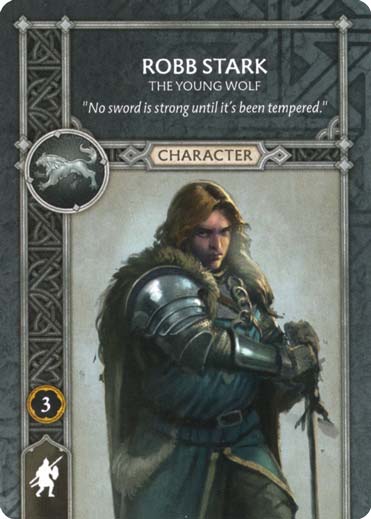 ROBB STARK
THE YOUNG WOLF
"No sword is strong until it's been tempered."
CHARACTER
3